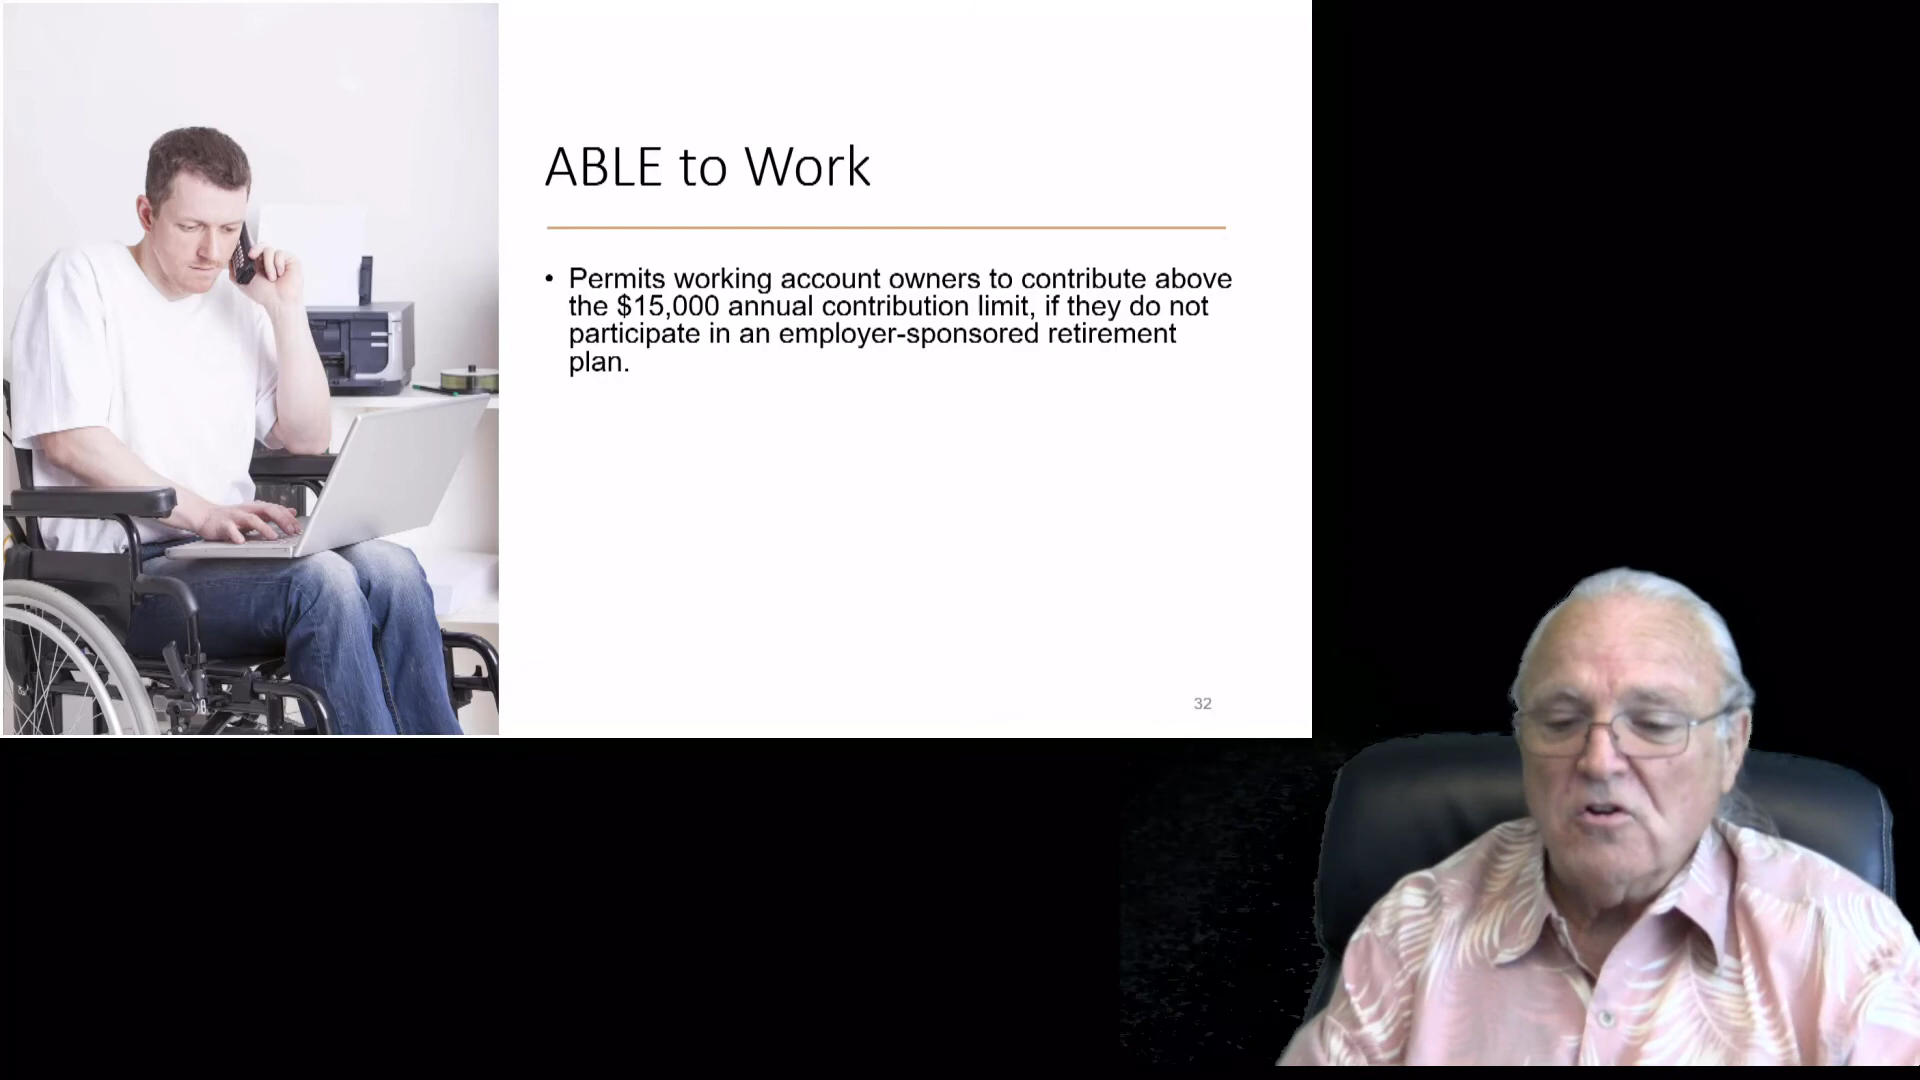 ABLE to Work
• Permits working account owners to contribute above
the $15,000 annual contribution limit, if they do not
participate in an employer-sponsored retirement
plan.
32